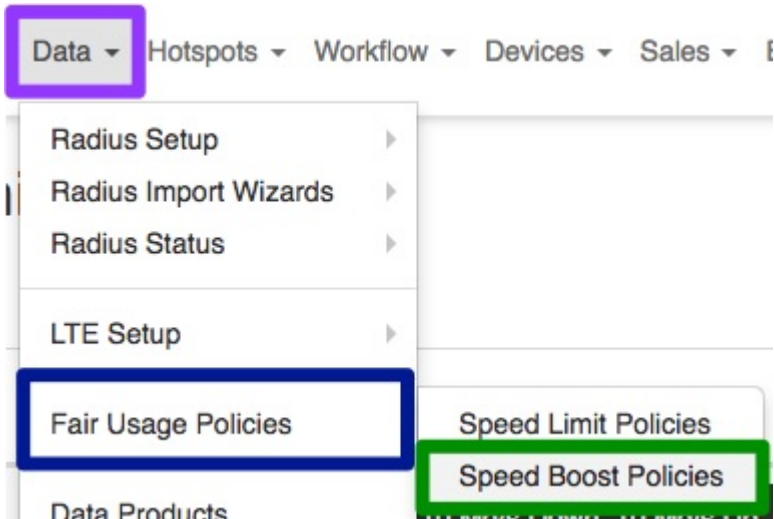 Data Hotspots Workflow Devices Sales
Radius Setup
Radius Import Wizards
Radius Status
LTE Setup
Fair Usage Policies
Speed Limit Policies
Speed Boost Policies
Data Products